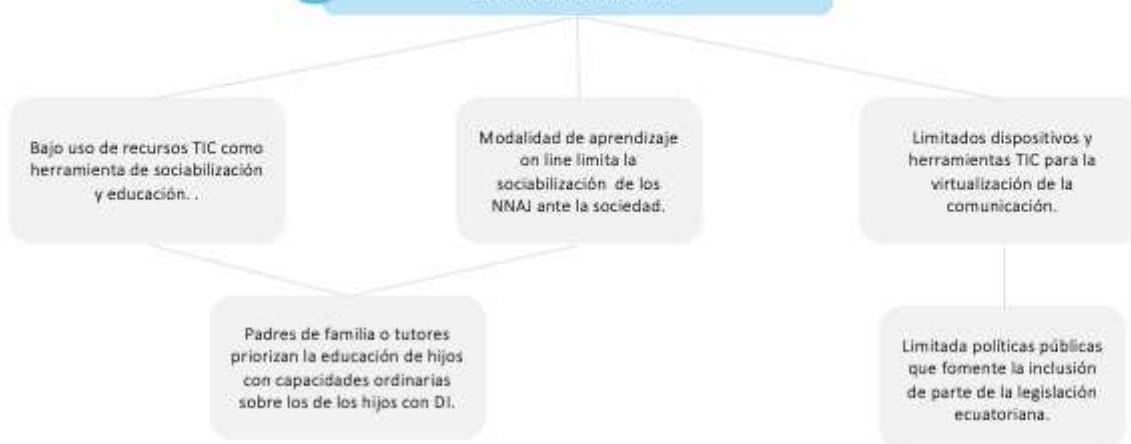 Bajo uso de recursos TIC como
herramienta de sociabilización
y educación. .
Modalidad de aprendizaje
on line limita la
sociabilización de los
NNAJ ante la sociedad.
Limitados dispositivos y
herramientas TIC para la
virtualización de la
comunicación.
Padres de familia o tutores
priorizan la educación de hijos
con capacidades ordinarias
sobre los de los hijos con DI.
Limitada políticas públicas
que fomente la inclusión
de parte de la legislación
ecuatoriana.